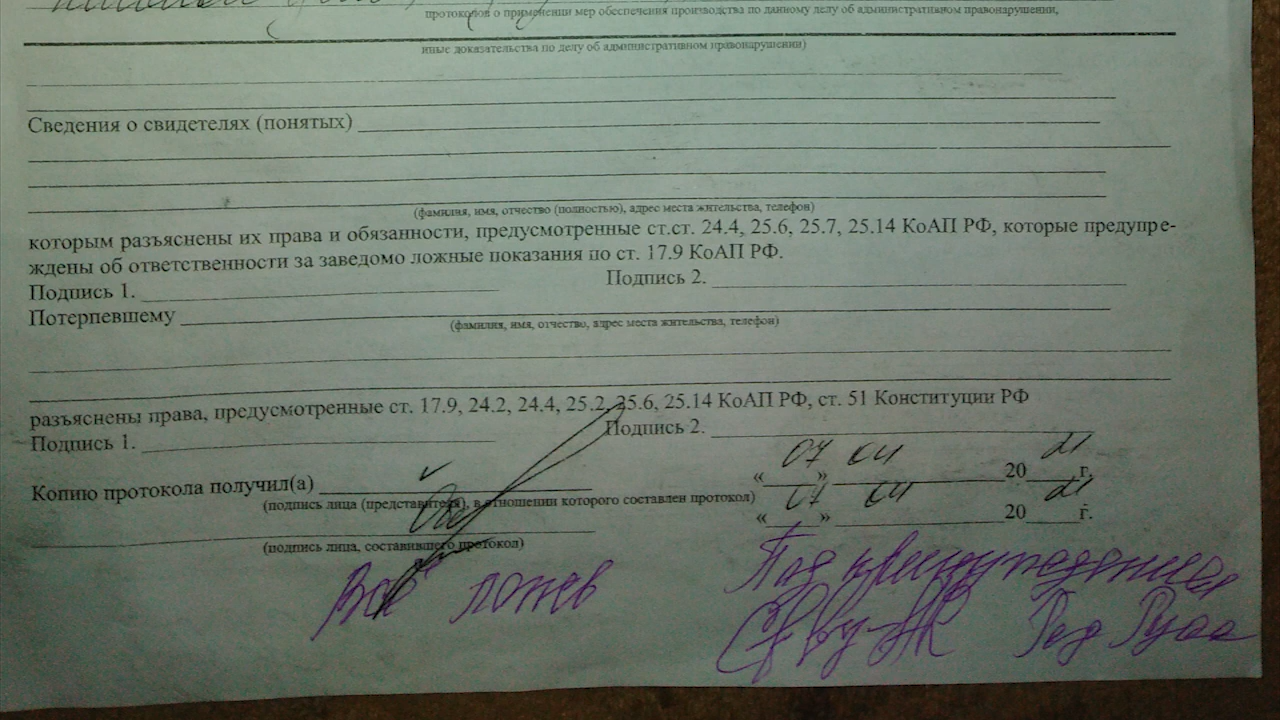 протоколов о применении мер обеспечения производства по данному делу об административном правонарушении,
иные доказательства по делу об административном правонарушении)
Сведения о свидетелях (понятых)
(фамилия, имя, отчество (полностью), адрес места жительства, телефон)
которым разъяснены их права и обязанности, предусмотренные ст.ст. 24.4, 25.6, 25.7, 25.14 КоАП РФ, которые предупре-
ждены об ответственности за заведомо ложные показания по ст. 17.9 КоАП РФ.
Подпись 1. Подпись 2.
Потерпевшему
(фамилия, имя, отчество, адрес места жительства, телефон)
разъяснены права, предусмотренные ст. 17.9, 24.2, 24.4, 25.2, 25.6, 25.14 КоАП РФ, ст. 51 Конституции РФ
Подпись 1. Подпись 2.
Копию протокола получил(а) «07» 04 20 21 г.
(подпись лица (представителя), в отношении которого составлен протокол)
«07» 04 20 21 г.
(подпись лица, составившего протокол)
Под